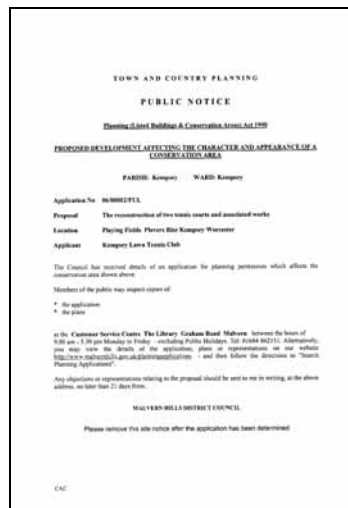 TOWN AND COUNTRY PLANNING
PUBLIC NOTICE
Planning (Listed Buildings & Conservation Areas) Act 1990
PROPOSED DEVELOPMENT AFFECTING THE CHARACTER AND APPEARANCE OF A
CONSERVATION AREA
PARISH: Kempsey WARD: Kempsey
Application No 06/00002/FUL
Proposal The reconstruction of two tennis courts and associated works
Location Playing Fields Plovers Rise Kempsey Worcester
Applicant Kempsey Lawn Tennis Club
The Council has received details of an application for planning permission which affects the
conservation area shown above.
Members of the public may inspect copies of
* the application
* the plans
at the Customer Service Centre The Library Graham Road Malvern between the hours of
9.00 am - 5.30 pm Monday to Friday - excluding Public Holidays. Tel: 01684 862151. Alternatively,
you may view the details of the application, plans or representations on our website
http://www.malvernhills.gov.uk/planningapplications - and then follow the directions to "Search
Planning Applications".
Any objections or representations relating to the proposal should be sent to me in writing, at the above
address, no later than 21 days from.
MALVERN HILLS DISTRICT COUNCIL
Please remove this site notice after the application has been determined
CAC